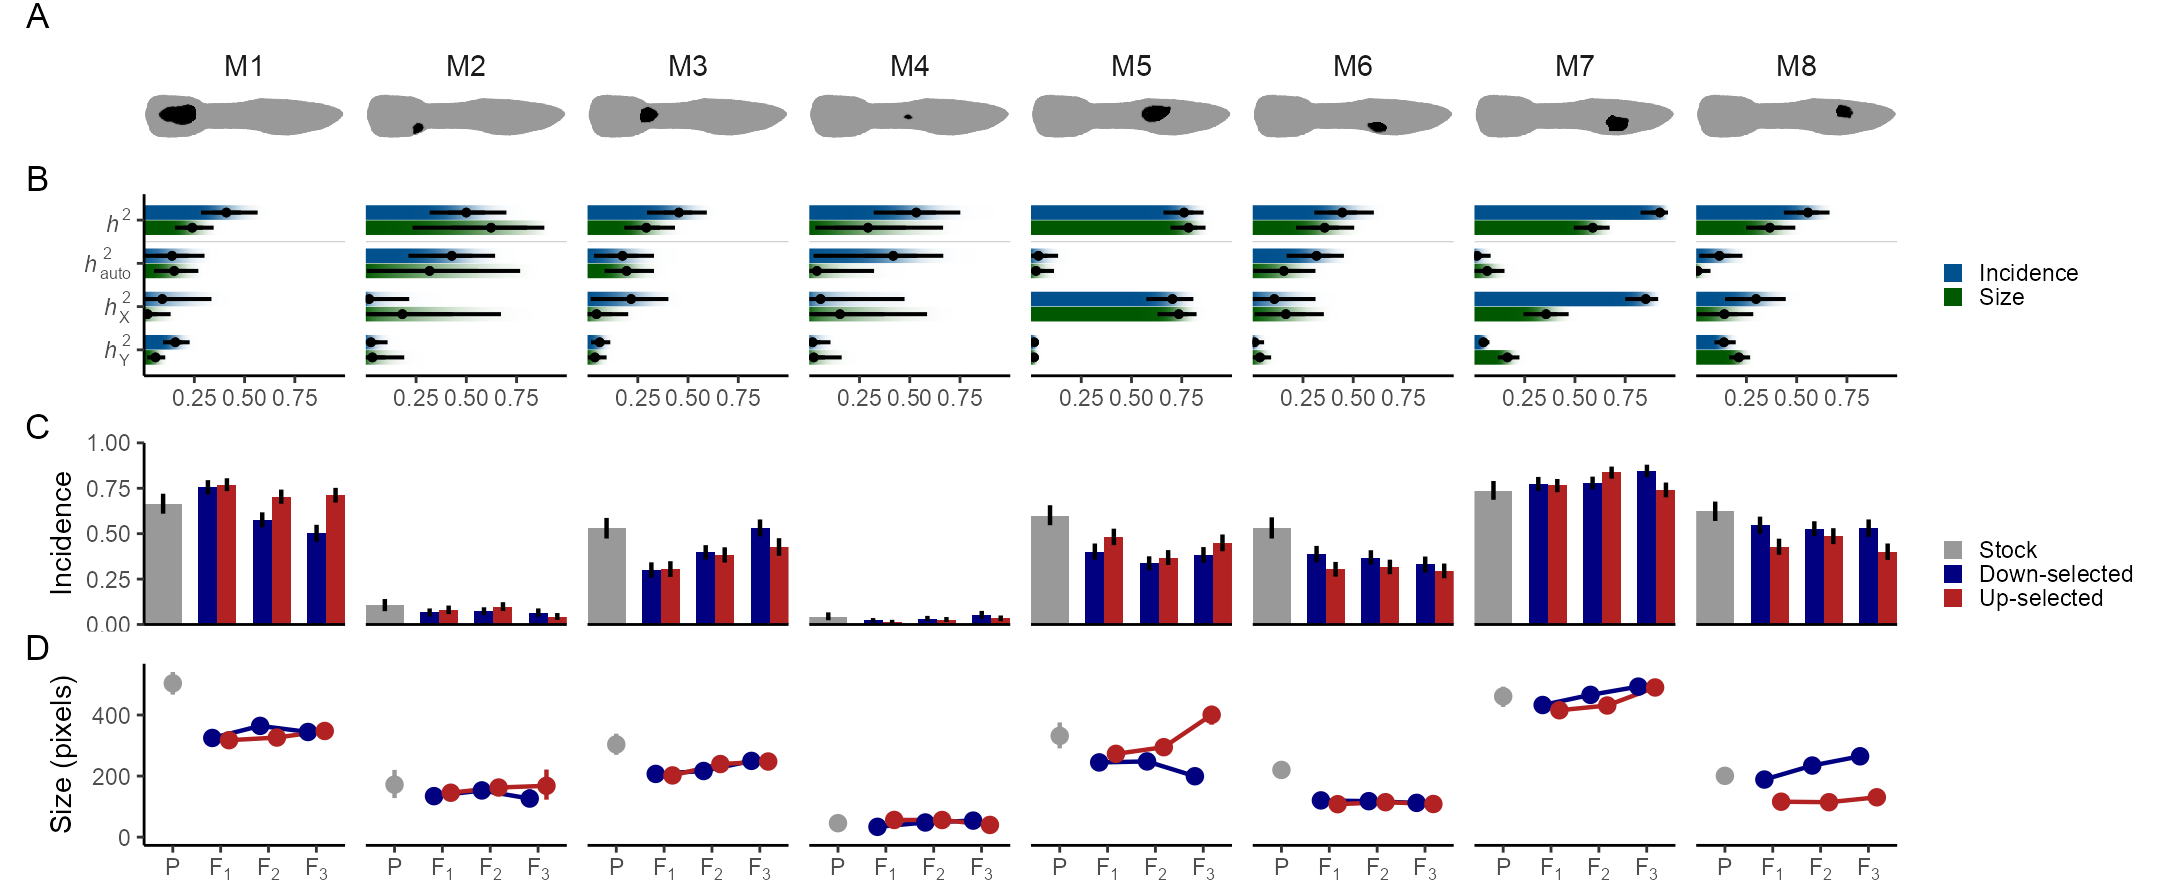 A
M1 M2 M3 M4 M5 M6 M7 M8
B
h²
h² auto
h² X
h² Y
0.25 0.50 0.75 0.25 0.50 0.75 0.25 0.50 0.75 0.25 0.50 0.75 0.25 0.50 0.75 0.25 0.50 0.75 0.25 0.50 0.75 0.25 0.50 0.75
Incidence
Size
C
Incidence
1.00
0.75
0.50
0.25
0.00
Stock
Down-selected
Up-selected
D
Size (pixels)
400
200
0
P F₁ F₂ F₃ P F₁ F₂ F₃ P F₁ F₂ F₃ P F₁ F₂ F₃ P F₁ F₂ F₃ P F₁ F₂ F₃ P F₁ F₂ F₃ P F₁ F₂ F₃